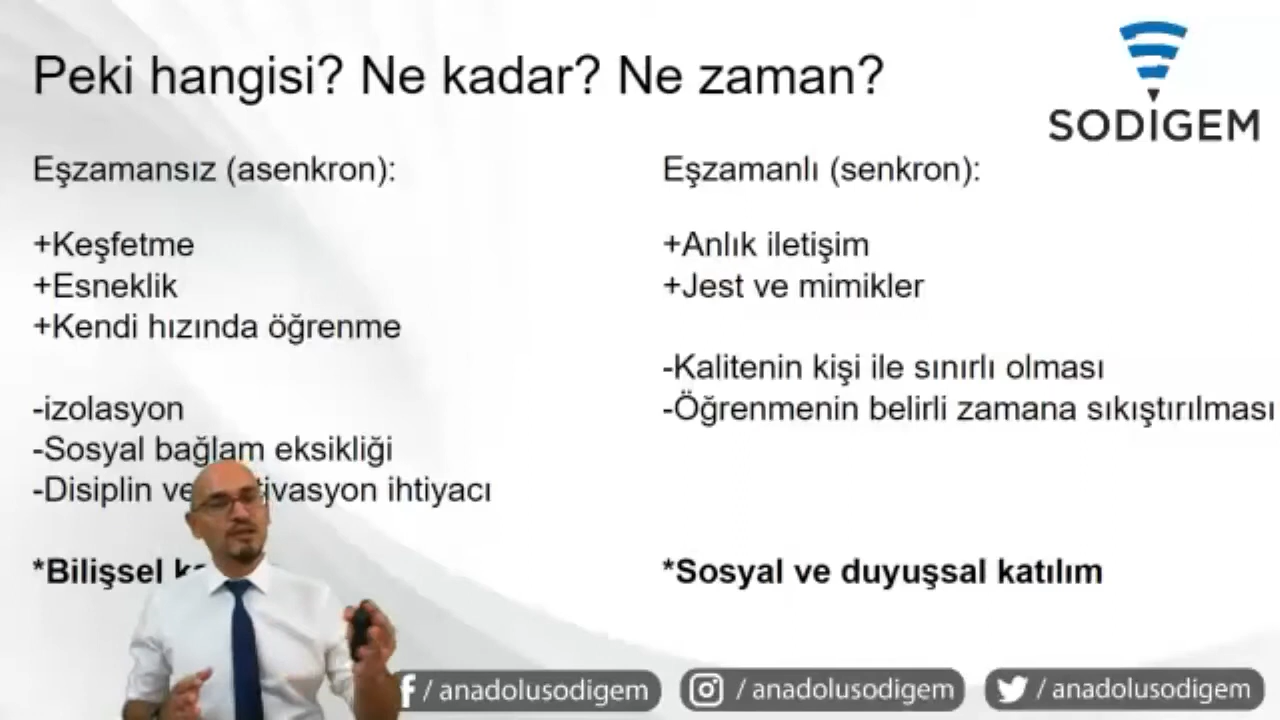 Peki hangisi? Ne kadar? Ne zaman?
SODİGEM
Eşzamansız (asenkron):
+Keşfetme
+Esneklik
+Kendi hızında öğrenme
-izolasyon
-Sosyal bağlam eksikliği
-Disiplin ihtiyacı
*Bilişsel
Eşzamanlı (senkron):
+Anlık iletişim
+Jest ve mimikler
-Kalitenin kişi ile sınırlı olması
-Öğrenmenin belirli zamana sıkıştırılması
*Sosyal ve duyuşsal katılım
/ anadolusodigem
/ anadolusodigem
/ anadolusodigem